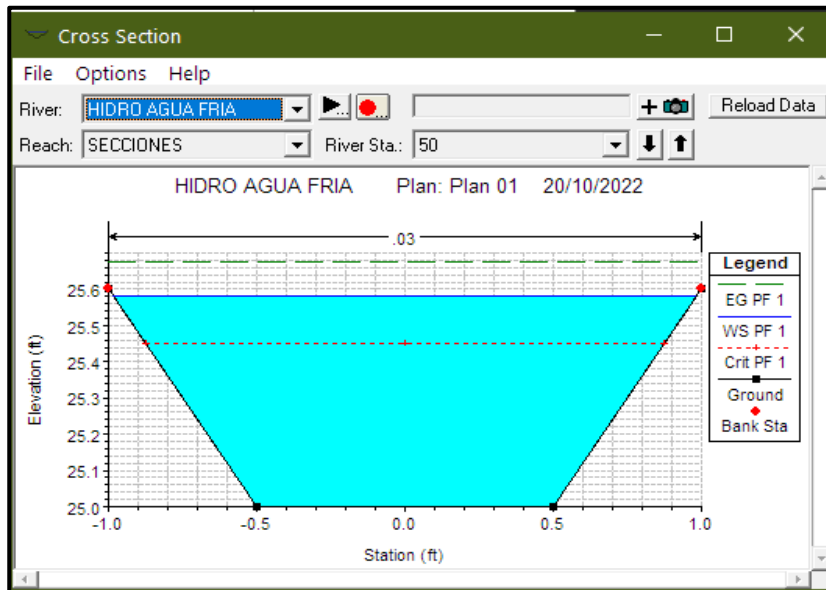 Cross Section
File Options Help
River: HIDRO AGUA FRIA Reload Data
Reach: SECCIONES River Sta.: 50
HIDRO AGUA FRIA Plan: Plan 01 20/10/2022
.03
Legend
EG PF 1
WS PF 1
Crit PF 1
Ground
Bank Sta
25.6
25.5
25.4
25.3
25.2
25.1
25.0
Elevation (ft)
-1.0 -0.5 0.0 0.5 1.0
Station (ft)